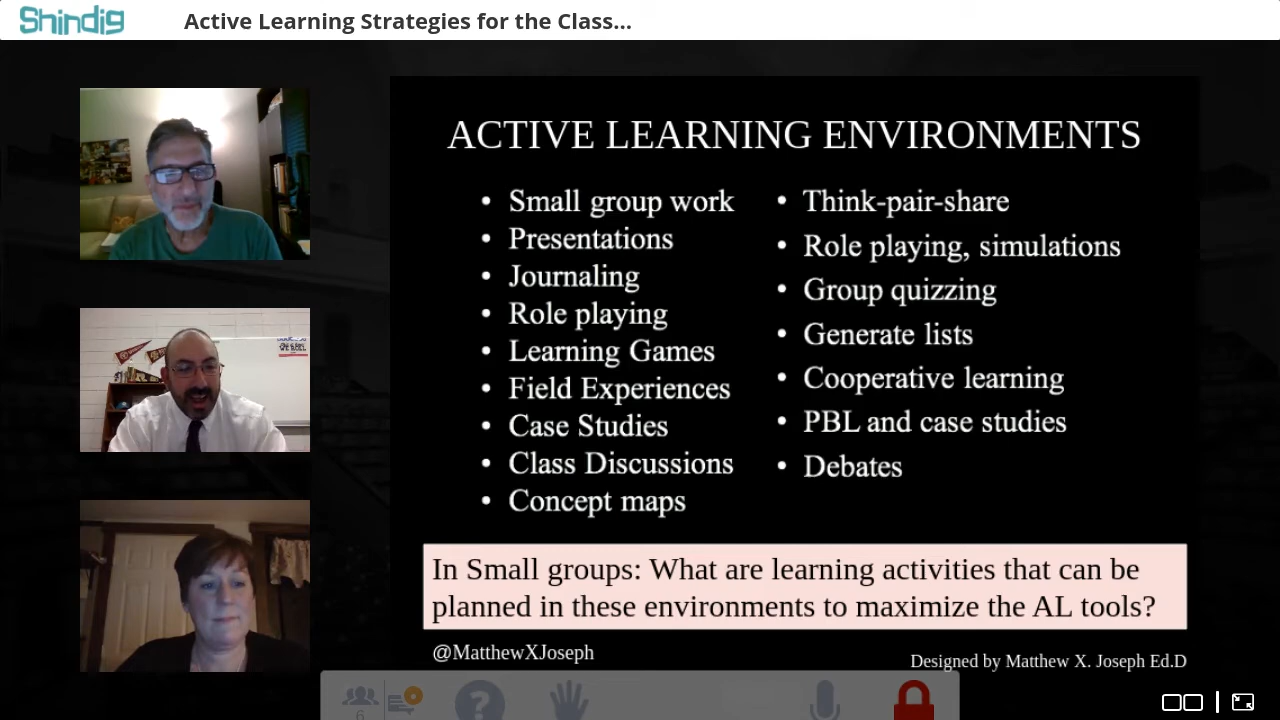 Shindig
Active Learning Strategies for the Class...
ACTIVE LEARNING ENVIRONMENTS
• Small group work
• Presentations
• Journaling
• Role playing
• Learning Games
• Field Experiences
• Case Studies
• Class Discussions
• Concept maps
• Think-pair-share
• Role playing, simulations
• Group quizzing
• Generate lists
• Cooperative learning
• PBL and case studies
• Debates
In Small groups: What are learning activities that can be
planned in these environments to maximize the AL tools?
@MatthewXJoseph
Designed by Matthew X. Joseph Ed.D
6
?